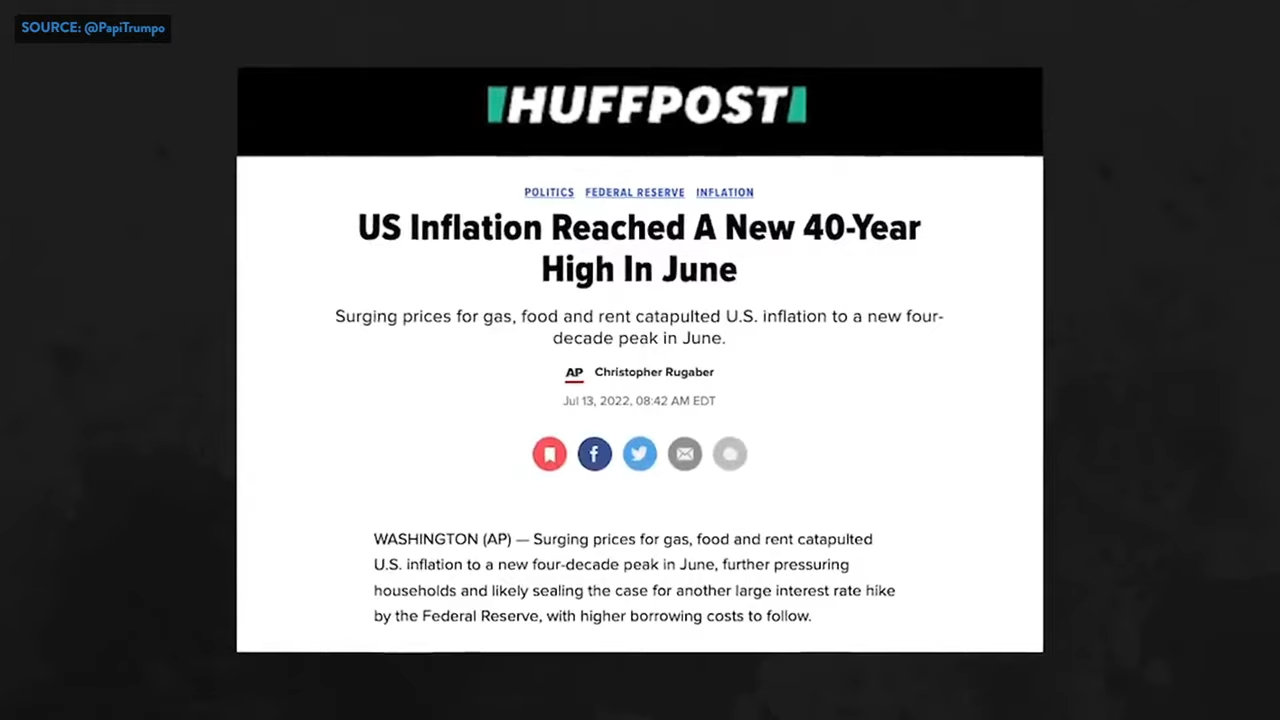 SOURCE: @PapiTrumpo
HUFFPOST
POLITICS FEDERAL RESERVE INFLATION
US Inflation Reached A New 40-Year
High In June
Surging prices for gas, food and rent catapulted U.S. inflation to a new four-
decade peak in June.
AP Christopher Rugaber
Jul 13, 2022, 08:42 AM EDT
WASHINGTON (AP) — Surging prices for gas, food and rent catapulted
U.S. inflation to a new four-decade peak in June, further pressuring
households and likely sealing the case for another large interest rate hike
by the Federal Reserve, with higher borrowing costs to follow.